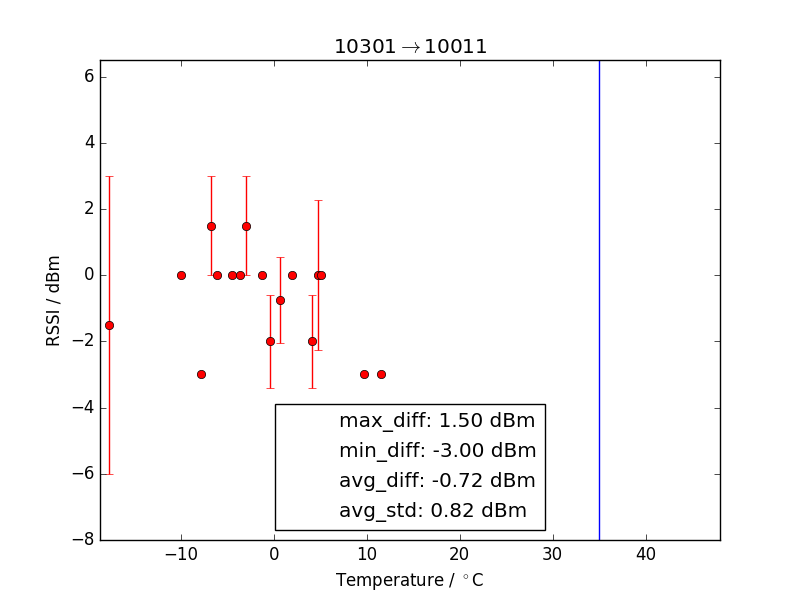 10301→10011
6
4
2
0
−2
−4
−6
−8
RSSI / dBm
max_diff: 1.50 dBm
min_diff: -3.00 dBm
avg_diff: -0.72 dBm
avg_std: 0.82 dBm
−10 0 10 20 30 40
Temperature / °C